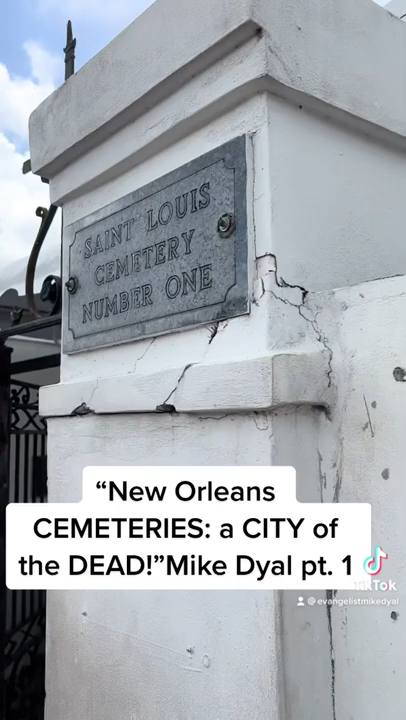 SAINT LOUIS
CEMETERY
NUMBER ONE
“New Orleans
CEMETERIES: a CITY of
the DEAD!”Mike Dyal pt. 1
TikTok
@evangelistmikedyal